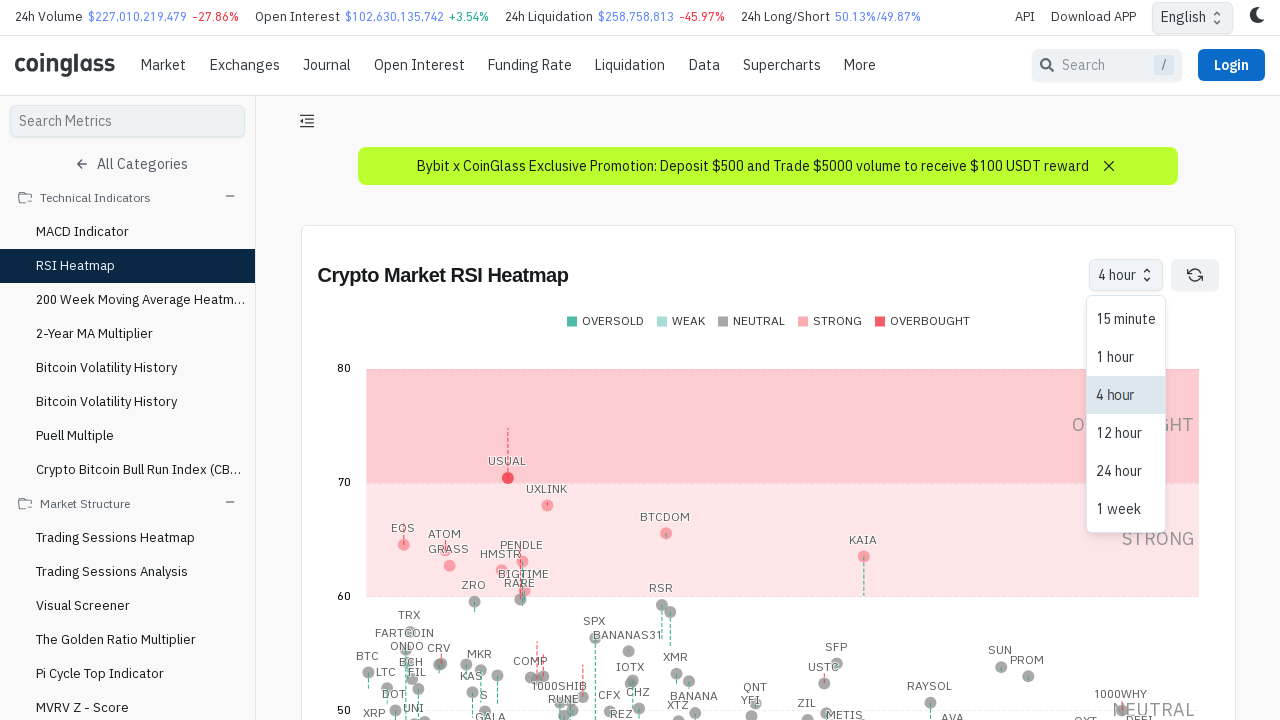 24h Volume $227,010,219,479 -27.86% Open Interest $102,630,135,742 +3.54% 24h Liquidation $258,758,813 -45.97% 24h Long/Short 50.13%/49.87% API Download APP English
coinglass Market Exchanges Journal Open Interest Funding Rate Liquidation Data Supercharts More Search / Login
Search Metrics
All Categories
Technical Indicators
MACD Indicator
RSI Heatmap
200 Week Moving Average Heatm...
2-Year MA Multiplier
Bitcoin Volatility History
Bitcoin Volatility History
Puell Multiple
Crypto Bitcoin Bull Run Index (CB...
Market Structure
Trading Sessions Heatmap
Trading Sessions Analysis
Visual Screener
The Golden Ratio Multiplier
Pi Cycle Top Indicator
MVRV Z - Score
Bybit x CoinGlass Exclusive Promotion: Deposit $500 and Trade $5000 volume to receive $100 USDT reward
Crypto Market RSI Heatmap
4 hour
15 minute
1 hour
4 hour
12 hour
24 hour
1 week
OVERSOLD WEAK NEUTRAL STRONG OVERBOUGHT
80
USUAL
70
UXLINK
BTCDOM
EOS
ATOM
KAIA
STRONG
PENDLE
GRASS
HMSTR
BIGTIME
RARE
ZRO
RSR
60
TRX
SPX
FARTCOIN
BANANAS31
ONDO
CRV
SFP
SUN
BTC
MKR
XMR
PROM
BCH
COMP
IOTX
USTC
LTC
FIL
KAS
1000SHIB
QNT
RAYSOL
DOT
S
CFX
CHZ
BANANA
1000WHY
RUNE
YFI
ZIL
XTZ
50
UNI
NEUTRAL
XRP
REZ
METIS
GALA
AVA